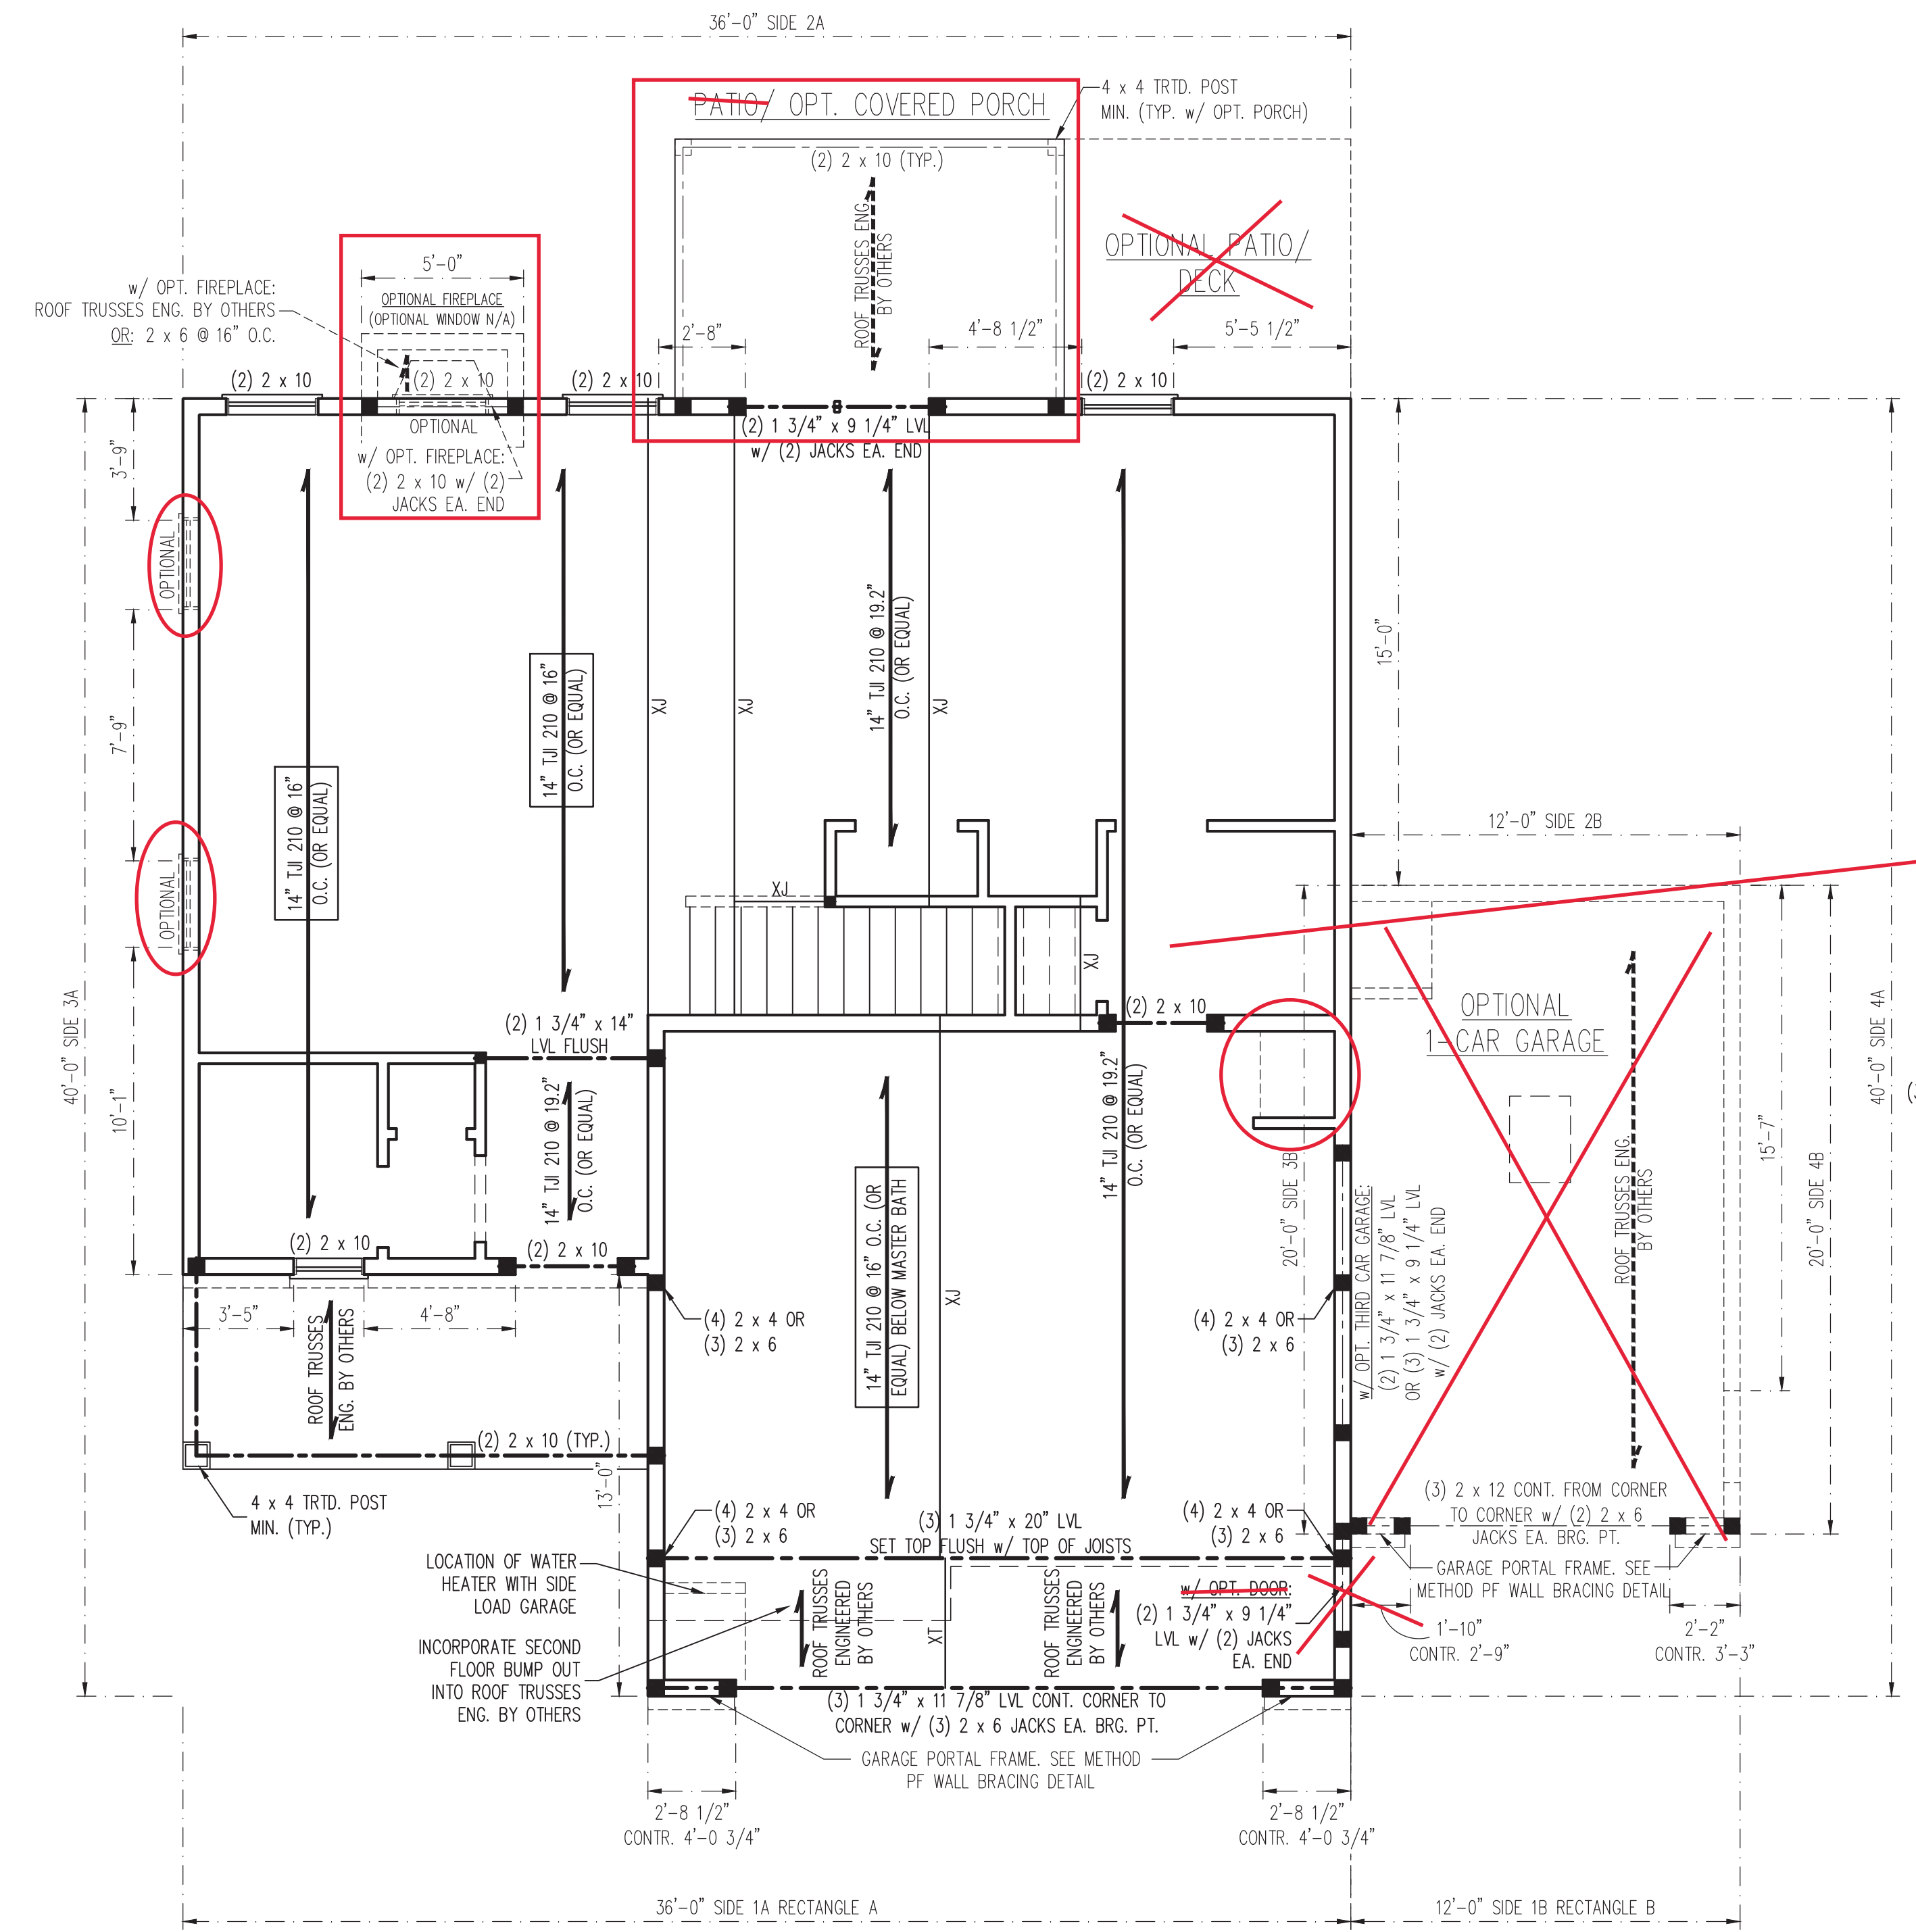 36'-0" SIDE 2A
PATIO/ OPT. COVERED PORCH
4 x 4 TRTD. POST
MIN. (TYP. w/ OPT. PORCH)
(2) 2 x 10 (TYP.)
ROOF TRUSSES ENG.
BY OTHERS
OPTIONAL PATIO/
DECK
5'-0"
OPTIONAL FIREPLACE
(OPTIONAL WINDOW N/A)
w/ OPT. FIREPLACE:
ROOF TRUSSES ENG. BY OTHERS
OR: 2 x 6 @ 16" O.C.
2'-8"
4'-8 1/2"
5'-5 1/2"
(2) 2 x 10
(2) 2 x 10
(2) 2 x 10
(2) 2 x 10
OPTIONAL
w/ OPT. FIREPLACE:
(2) 2 x 10 w/ (2)
JACKS EA. END
(2) 1 3/4" x 9 1/4" LVL
w/ (2) JACKS EA. END
3'-9"
OPTIONAL
7'-9"
OPTIONAL
10'-1"
40'-0" SIDE 3A
14" TJI 210 @ 16"
O.C. (OR EQUAL)
14" TJI 210 @ 16"
O.C. (OR EQUAL)
XJ
XJ
14" TJI 210 @ 19.2"
O.C. (OR EQUAL)
XJ
15'-0"
12'-0" SIDE 2B
XJ
XJ
(2) 1 3/4" x 14"
LVL FLUSH
(2) 2 x 10
OPTIONAL
1-CAR GARAGE
40'-0" SIDE 4A
(3
14" TJI 210 @ 19.2"
O.C. (OR EQUAL)
14" TJI 210 @ 19.2"
O.C. (OR EQUAL)
20'-0" SIDE 3B
ROOF TRUSSES ENG.
BY OTHERS
15'-7"
20'-0" SIDE 4B
w/ OPT. THIRD CAR GARAGE:
(2) 1 3/4" x 11 7/8" LVL
OR (3) 1 3/4" x 9 1/4" LVL
w/ (2) JACKS EA. END
(2) 2 x 10
(2) 2 x 10
14" TJI 210 @ 16" O.C. (OR
EQUAL) BELOW MASTER BATH
XJ
3'-5"
4'-8"
ROOF TRUSSES
ENG. BY OTHERS
(4) 2 x 4 OR
(3) 2 x 6
(4) 2 x 4 OR
(3) 2 x 6
(2) 2 x 10 (TYP.)
13'-0"
4 x 4 TRTD. POST
MIN. (TYP.)
(4) 2 x 4 OR
(3) 2 x 6
(3) 1 3/4" x 20" LVL
SET TOP FLUSH w/ TOP OF JOISTS
(4) 2 x 4 OR
(3) 2 x 6
(3) 2 x 12 CONT. FROM CORNER
TO CORNER w/ (2) 2 x 6
JACKS EA. BRG. PT.
GARAGE PORTAL FRAME. SEE
METHOD PF WALL BRACING DETAIL
LOCATION OF WATER
HEATER WITH SIDE
LOAD GARAGE
INCORPORATE SECOND
FLOOR BUMP OUT
INTO ROOF TRUSSES
ENG. BY OTHERS
ROOF TRUSSES
ENGINEERED
BY OTHERS
XT
ROOF TRUSSES
ENGINEERED
BY OTHERS
w/ OPT. DOOR:
(2) 1 3/4" x 9 1/4"
LVL w/ (2) JACKS
EA. END
1'-10"
CONTR. 2'-9"
2'-2"
CONTR. 3'-3"
(3) 1 3/4" x 11 7/8" LVL CONT. CORNER TO
CORNER w/ (3) 2 x 6 JACKS EA. BRG. PT.
GARAGE PORTAL FRAME. SEE METHOD
PF WALL BRACING DETAIL
2'-8 1/2"
CONTR. 4'-0 3/4"
2'-8 1/2"
CONTR. 4'-0 3/4"
36'-0" SIDE 1A RECTANGLE A
12'-0" SIDE 1B RECTANGLE B